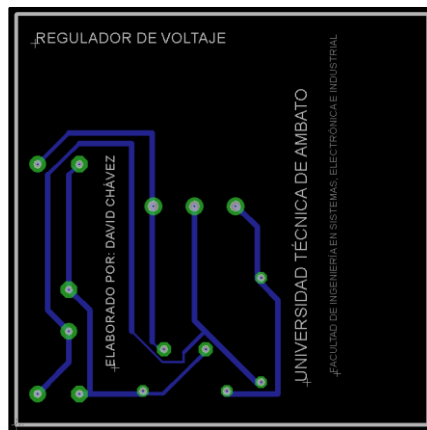 REGULADOR DE VOLTAJE
ELABORADO POR: DAVID CHÁVEZ
UNIVERSIDAD TÉCNICA DE AMBATO
FACULTAD DE INGENIERÍA EN SISTEMAS, ELECTRÓNICA E INDUSTRIAL